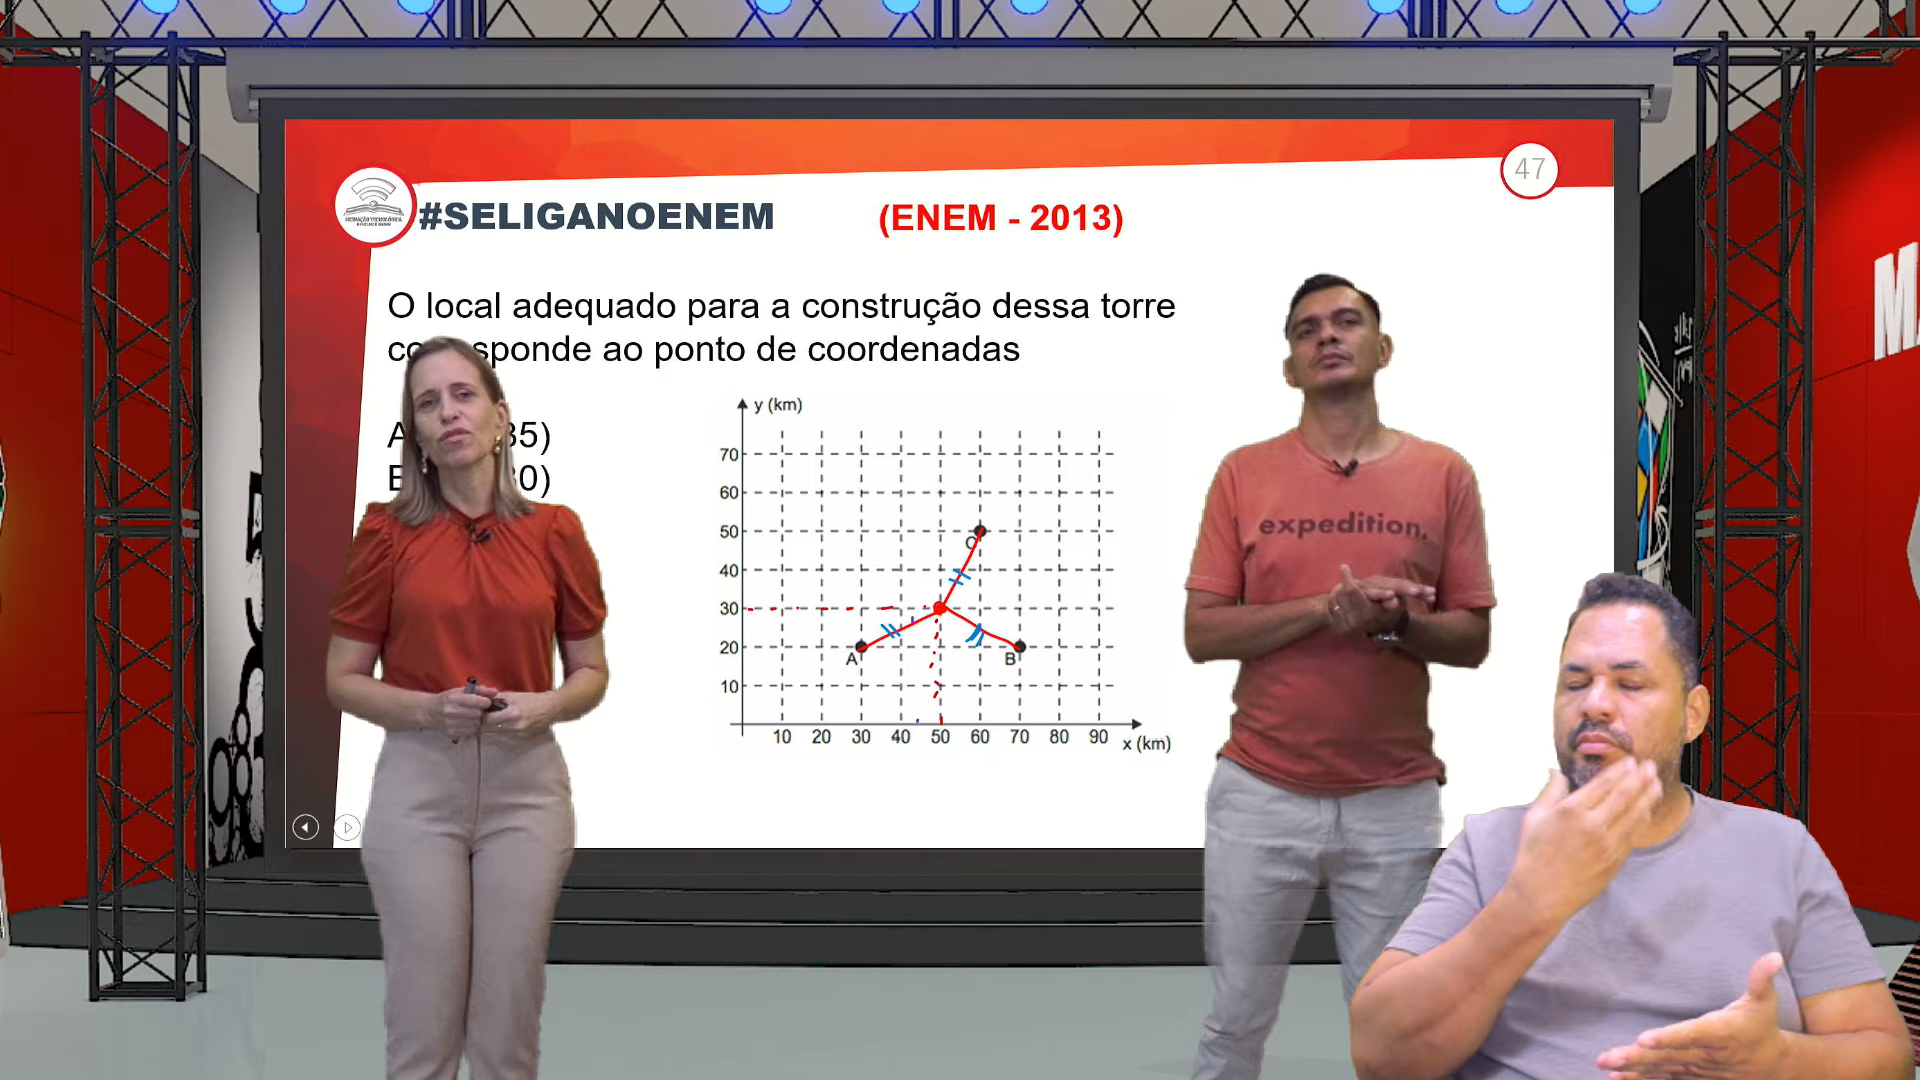 47
#SELIGANOENEM
(ENEM - 2013)
O local adequado para a construção dessa torre
sponde ao ponto de coordenadas
35)
0)
y (km)
70
60
50
40
30
20
10
C
A
B
10 20 30 40 50 60 70 80 90
x (km)
expedition.